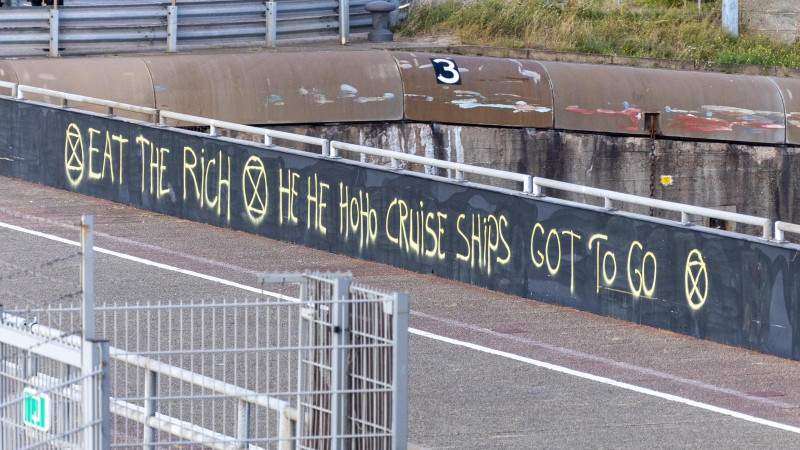 3
EAT THE RiCH HE HE HoHo CRUiSE SHiPS GOT To GO